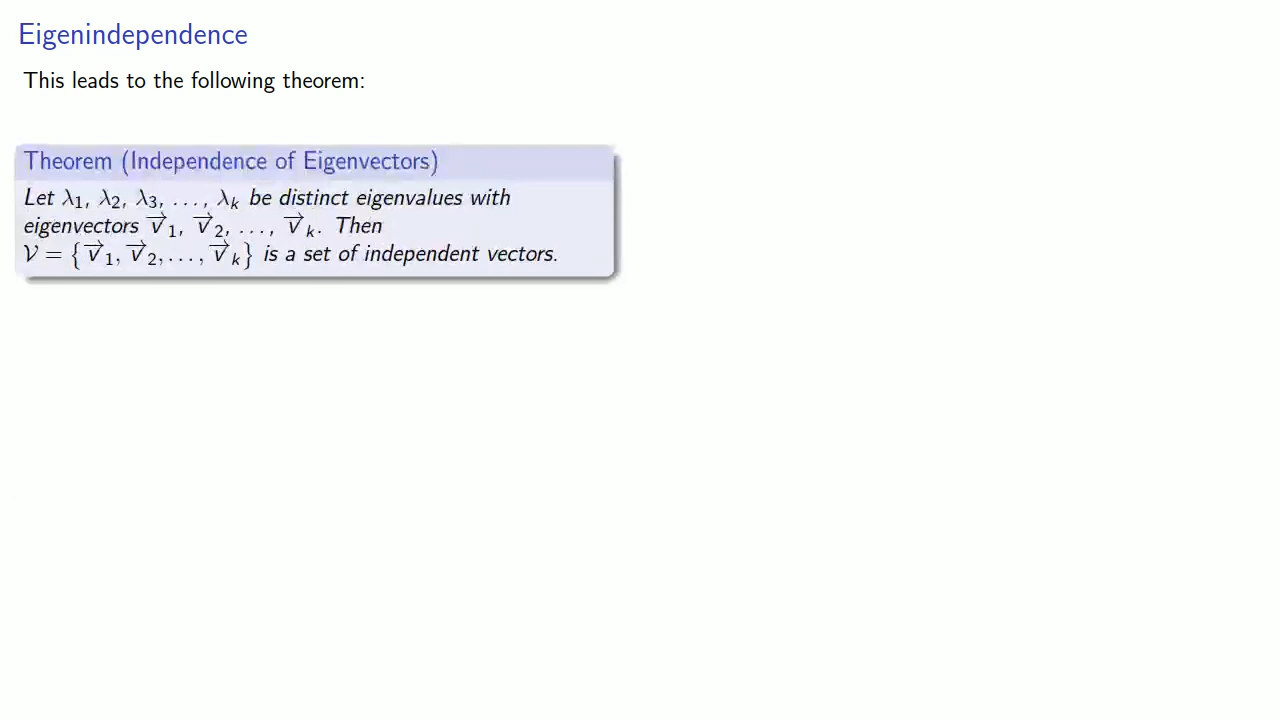 Eigenindependence
This leads to the following theorem:
Theorem (Independence of Eigenvectors)
Let λ₁, λ₂, λ₃, ..., λₖ be distinct eigenvalues with
eigenvectors v⃗₁, v⃗₂, ..., v⃗ₖ. Then
𝒱 = {v⃗₁, v⃗₂, ..., v⃗ₖ} is a set of independent vectors.